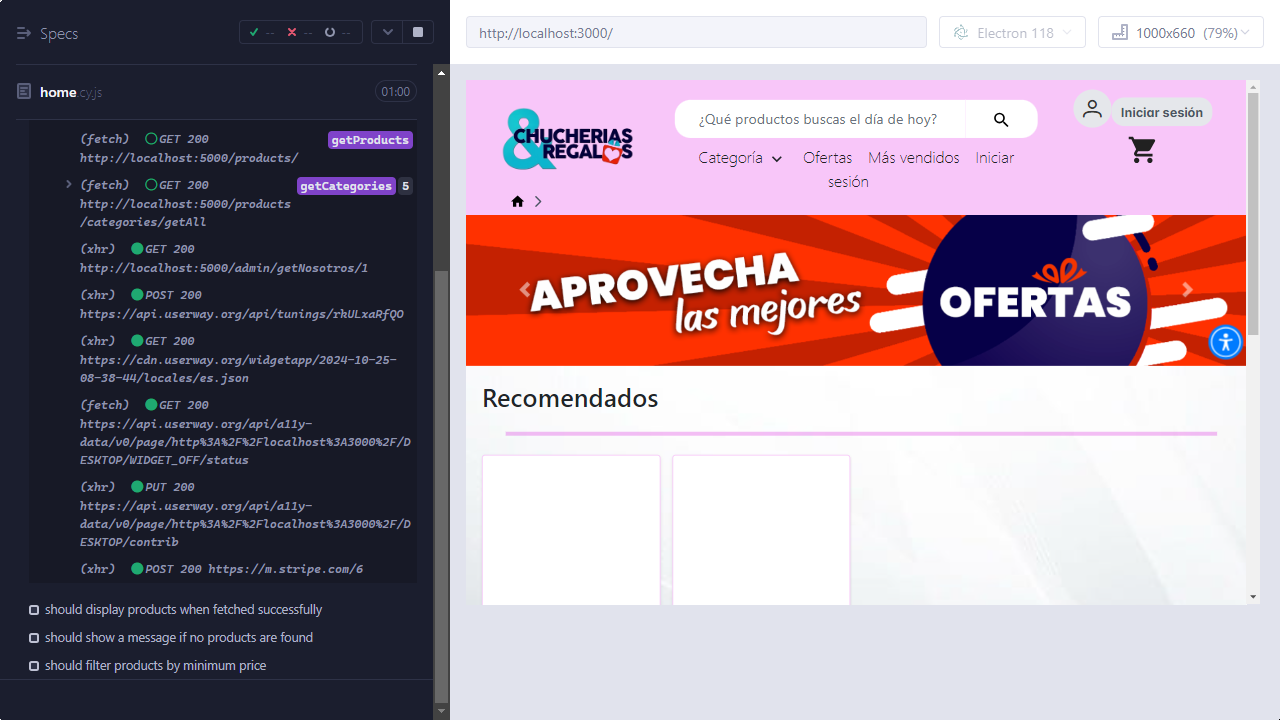 Specs
--
--
--
home.cy.js
01:00
(fetch) GET 200 getProducts
http://localhost:5000/products/
(fetch) GET 200 getCategories 5
http://localhost:5000/products
/categories/getAll
(xhr) GET 200
http://localhost:5000/admin/getNosotros/1
(xhr) POST 200
https://api.userway.org/api/tunings/rhULxaRfQO
(xhr) GET 200
https://cdn.userway.org/widgetapp/2024-10-25-
08-38-44/locales/es.json
(fetch) GET 200
https://api.userway.org/api/a11y-
data/v0/page/http%3A%2F%2Flocalhost%3A3000%2F/D
ESKTOP/WIDGET_OFF/status
(xhr) PUT 200
https://api.userway.org/api/a11y-
data/v0/page/http%3A%2F%2Flocalhost%3A3000%2F/D
ESKTOP/contrib
(xhr) POST 200 https://m.stripe.com/6
should display products when fetched successfully
should show a message if no products are found
should filter products by minimum price
http://localhost:3000/
Electron 118
1000x660 (79%)
& CHUCHERIAS
REGALOS
¿Qué productos buscas el día de hoy?
Iniciar sesión
Categoría Ofertas Más vendidos Iniciar
sesión
APROVECHA
las mejores
OFERTAS
Recomendados